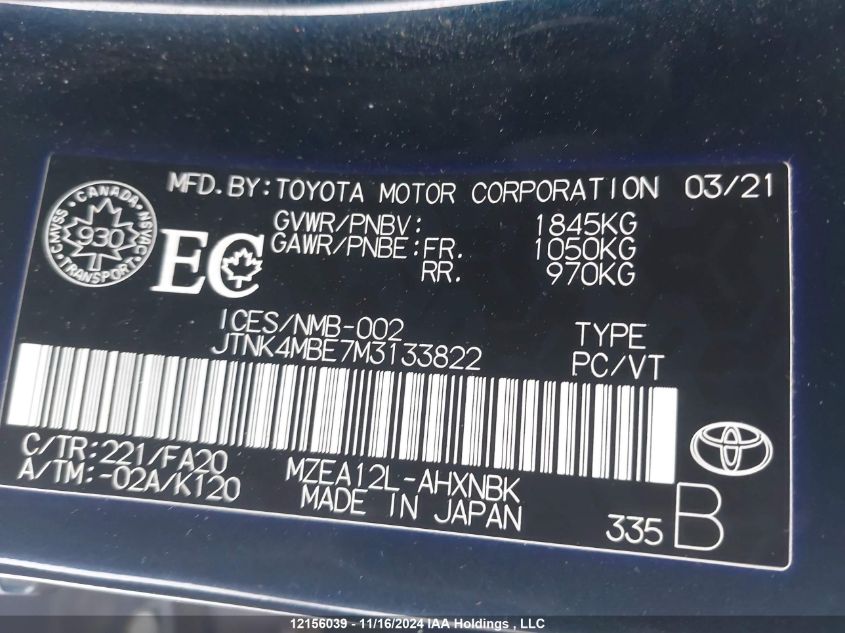 MFD.BY:TOYOTA MOTOR CORPORATION 03/21
GVWR/PNBV: 1845KG
GAWR/PNBE:FR. 1050KG
RR. 970KG
CANADA
CMVSS NSVAC
930
TRANSPORT
EC
ICES/NMB-002
JTNK4MBE7M3133822
TYPE
PC/VT
C/TR:221/FA20
A/TM:-02A/K120
MZEA12L-AHXNBK
MADE IN JAPAN
335 B
12156039 - 11/16/2024 IAA Holdings , LLC